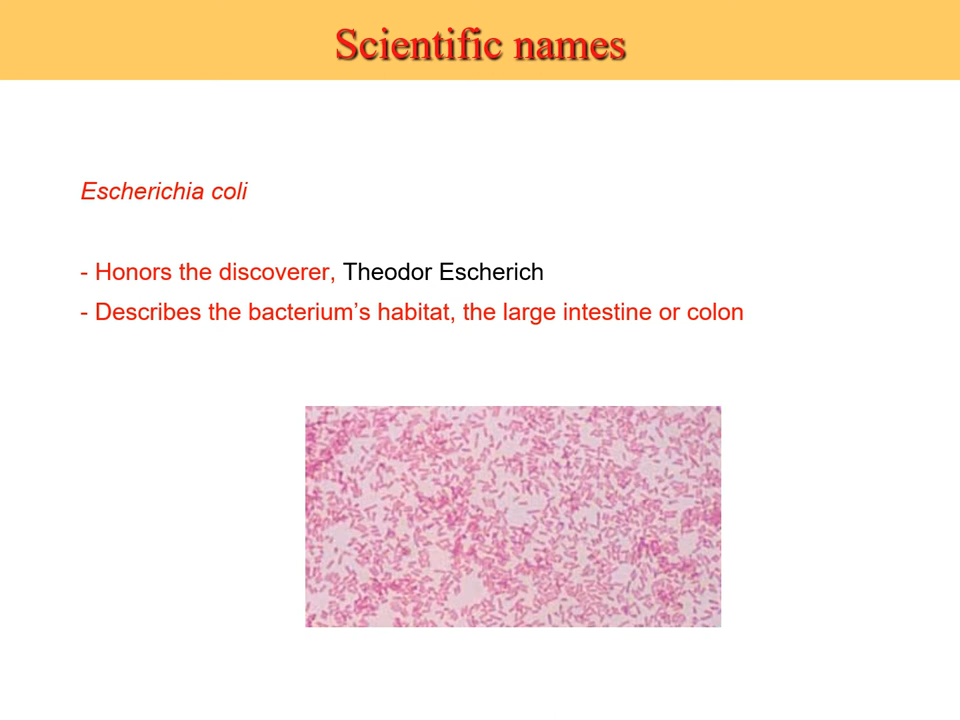 Scientific names
Escherichia coli
- Honors the discoverer, Theodor Escherich
- Describes the bacterium’s habitat, the large intestine or colon